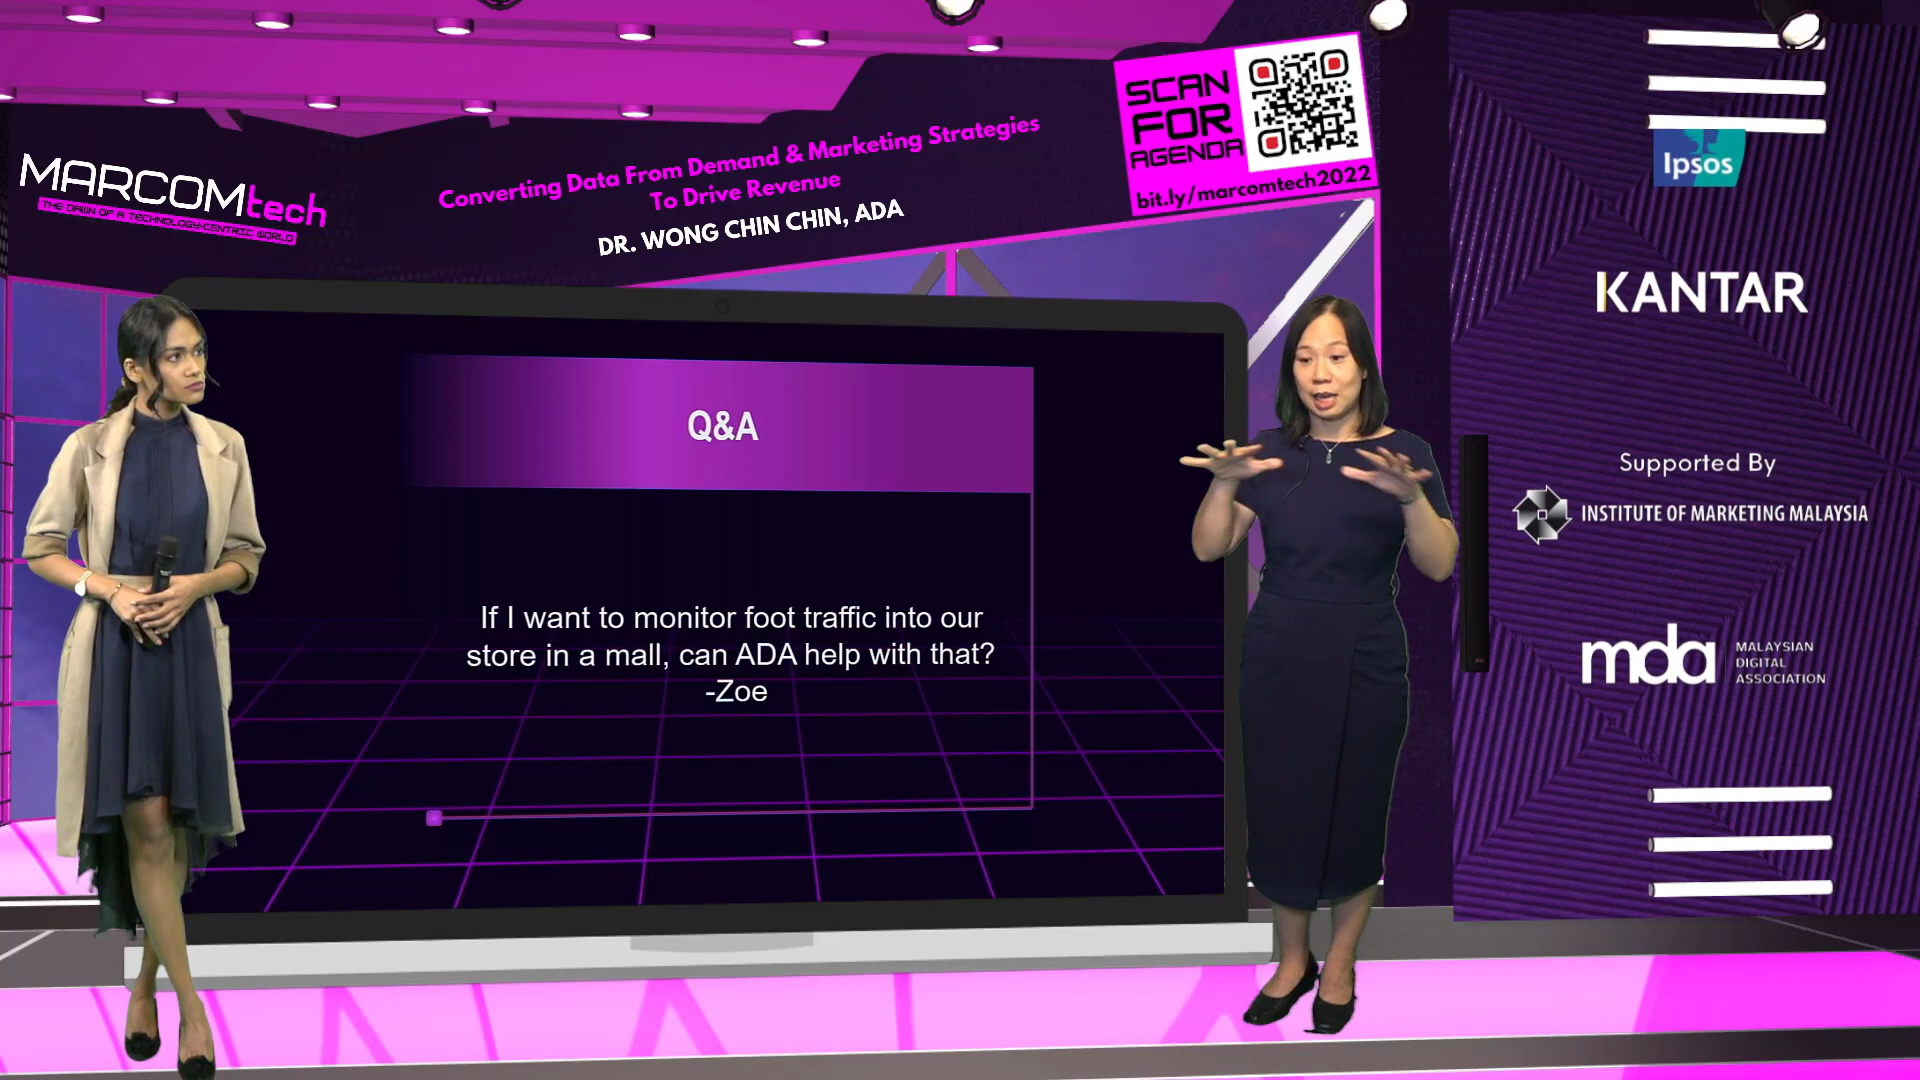 MARCOMtech
THE DAWN OF A TECHNOLOGY-CENTRIC WORLD
Converting Data From Demand & Marketing Strategies
To Drive Revenue
DR. WONG CHIN CHIN, ADA
SCAN
FOR
AGENDA
bit.ly/marcomtech2022
Ipsos
KANTAR
Supported By
INSTITUTE OF MARKETING MALAYSIA
mda
MALAYSIAN
DIGITAL
ASSOCIATION
Q&A
If I want to monitor foot traffic into our
store in a mall, can ADA help with that?
-Zoe